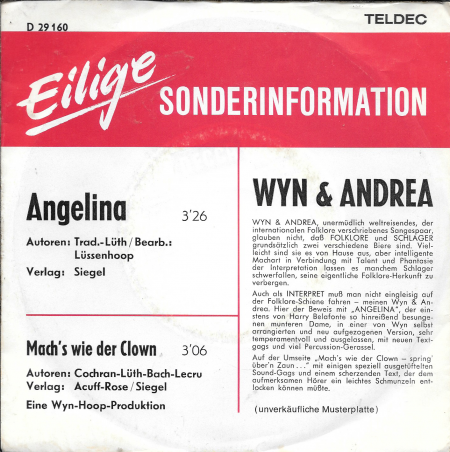 D 29160
TELDEC
Eilige
SONDERINFORMATION
Angelina 3'26
Autoren: Trad.-Lüth/Bearb.:
Lüssenhoop
Verlag: Siegel
Mach's wie der Clown 3'06
Autoren: Cochran-Lüth-Bach-Lecru
Verlag: Acuff-Rose/Siegel
Eine Wyn-Hoop-Produktion
WYN & ANDREA
WYN & ANDREA, unermüdlich weltreisendes, der
internationalen Folklore verschriebenes Sangespaar,
glauben nicht, daß FOLKLORE und SCHLAGER
grundsätzlich zwei verschiedene Biere sind. Viel-
leicht sind sie es von Hause aus, aber intelligente
Machart in Verbindung mit Talent und Phantasie
der Interpretation lassen es manchem Schlager
schwerfallen, seine eigentliche Folklore-Herkunft zu
verbergen.
Auch als INTERPRET muß man nicht eingleisig auf
der Folklore-Schiene fahren – meinen Wyn & An-
drea. Hier der Beweis mit „ANGELINA", der ein-
stens von Harry Belafonte so hinreißend besunge-
nen munteren Dame, in einer von Wyn selbst
arrangierten und neu aufgezogenen Version, sehr
temperamentvoll und ausgelassen, mit neuen Text-
gags und viel Percussion-Gerassel.
Auf der Umseite „Mach's wie der Clown – spring'
über'n Zaun . . ." mit einigen speziell ausgetüftelten
Sound-Gags und einem scherzenden Text, der dem
aufmerksamen Hörer ein leichtes Schmunzeln ent-
locken können müßte.
(unverkäufliche Musterplatte)